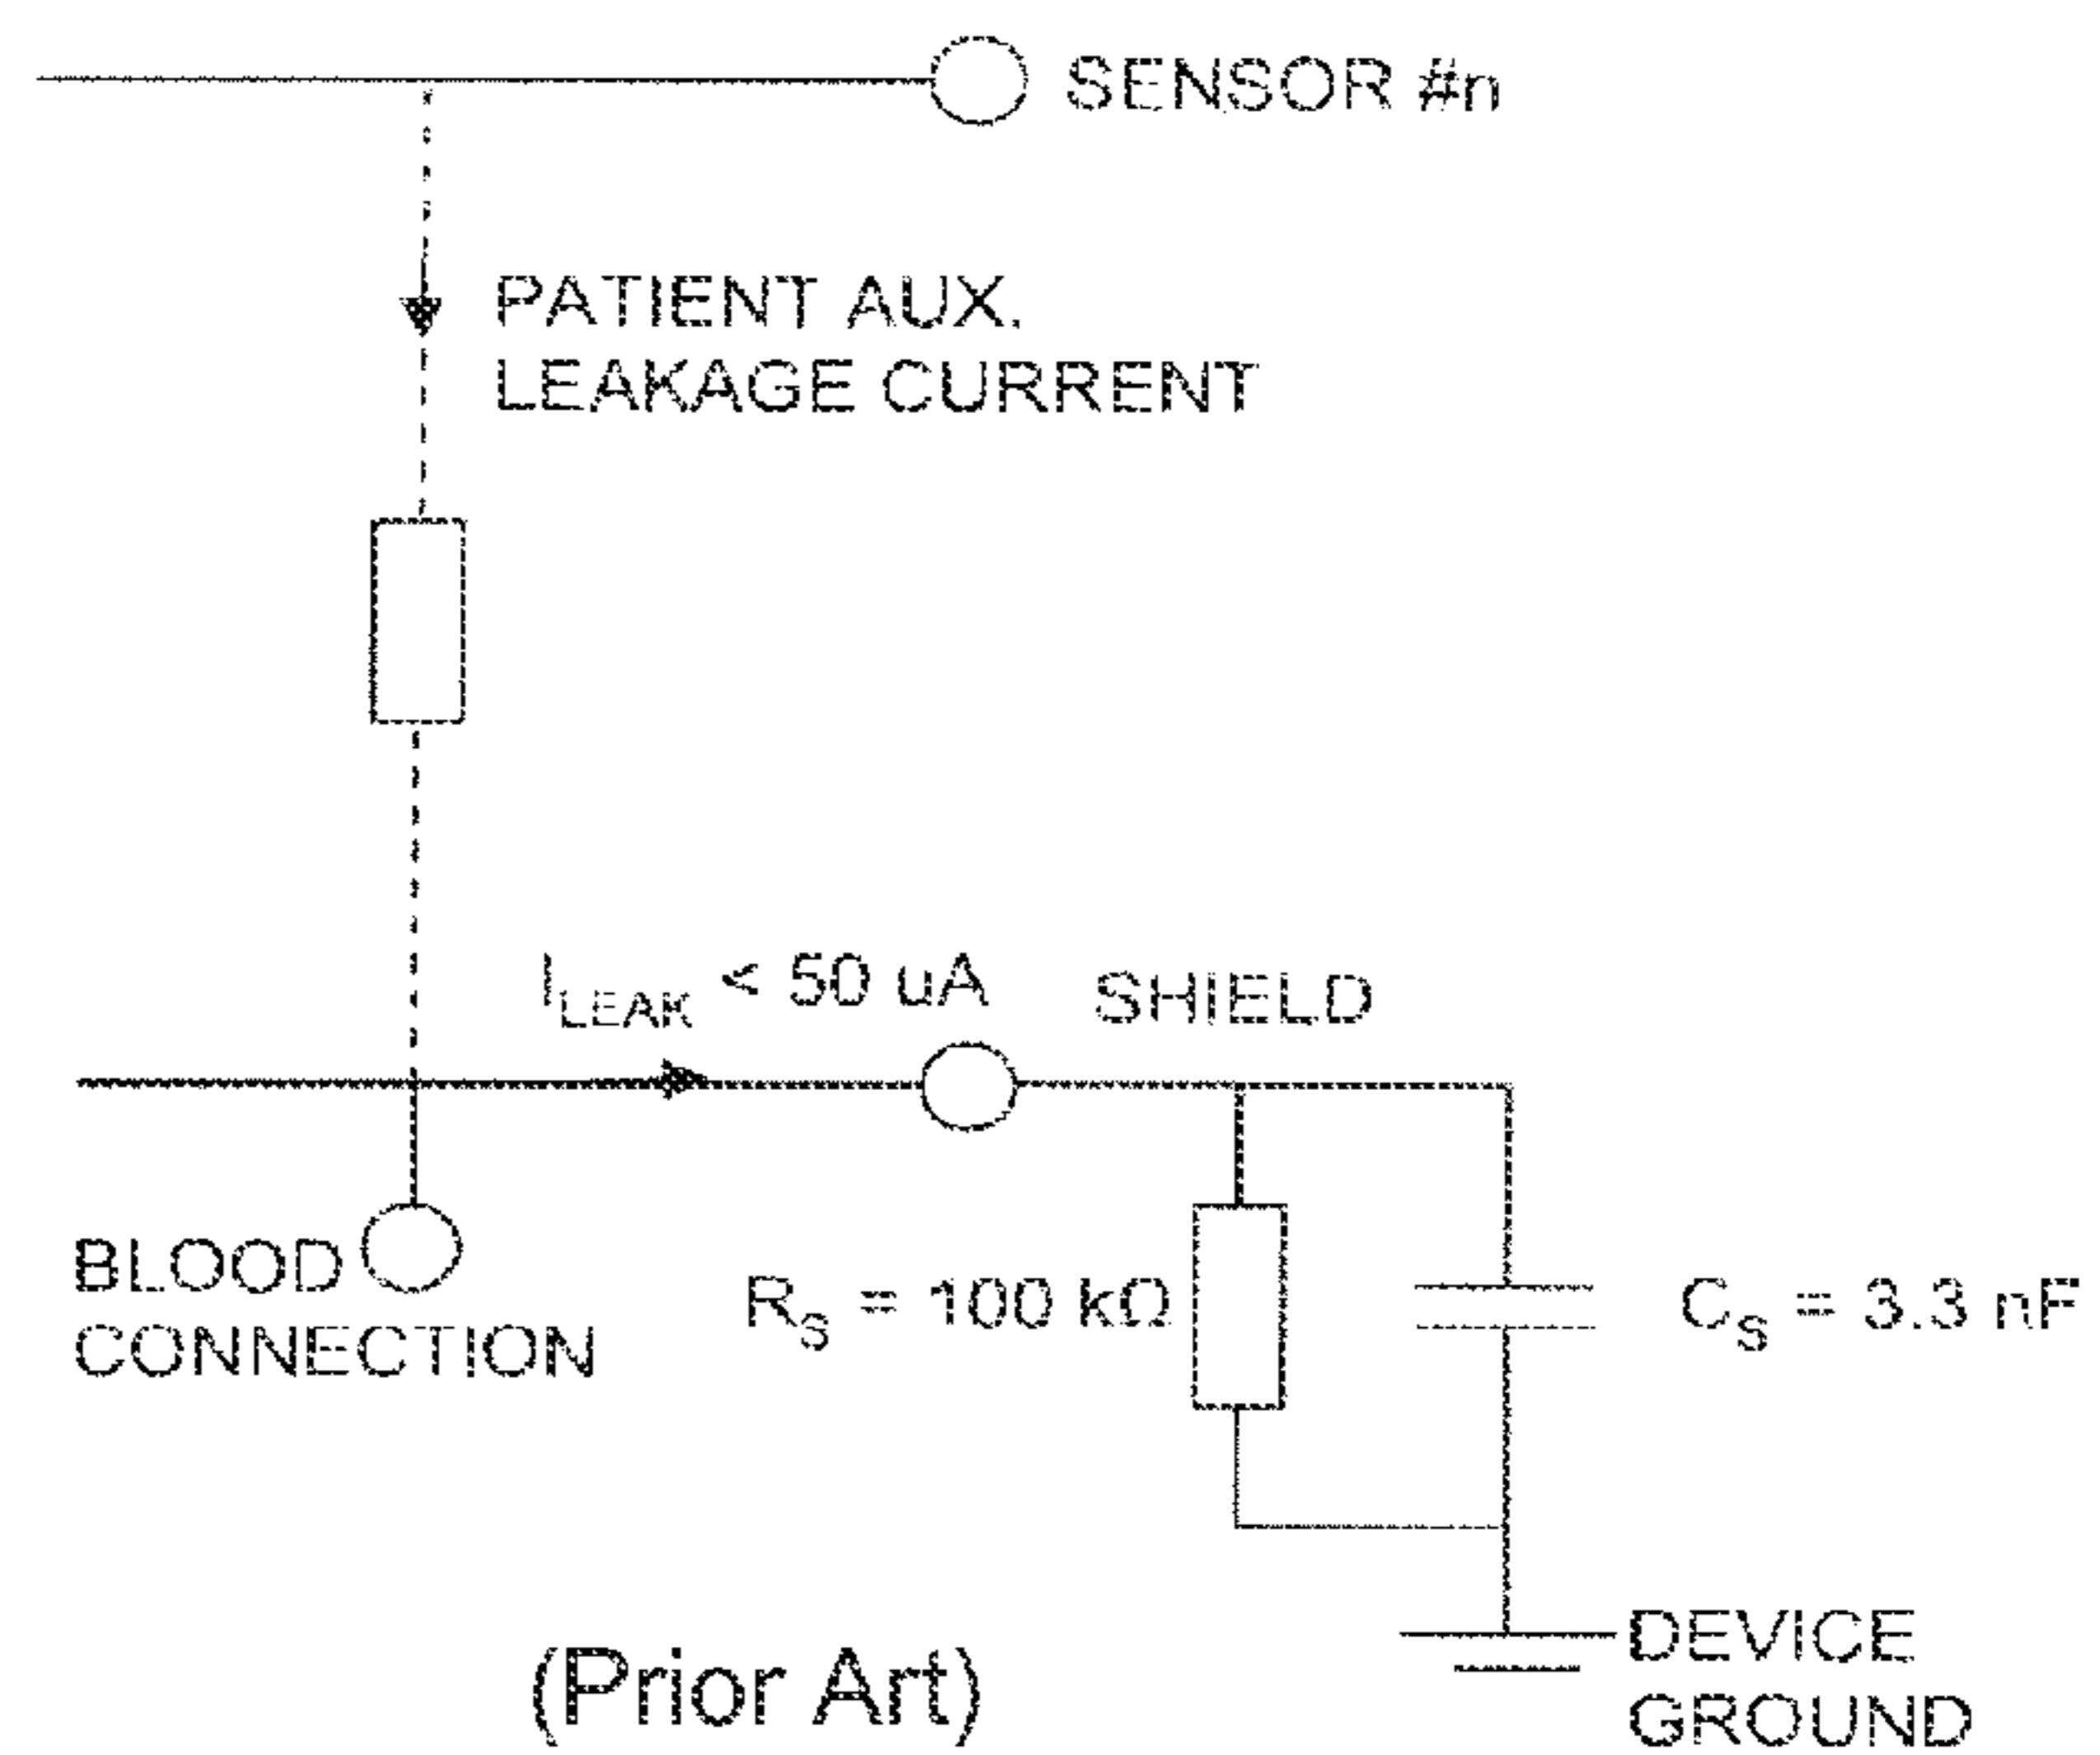 SENSOR #n
PATIENT AUX.
LEAKAGE CURRENT
I_LEAK < 50 uA
SHIELD
BLOOD
CONNECTION
R_S = 100 kΩ
C_S = 3.3 nF
DEVICE
GROUND
(Prior Art)